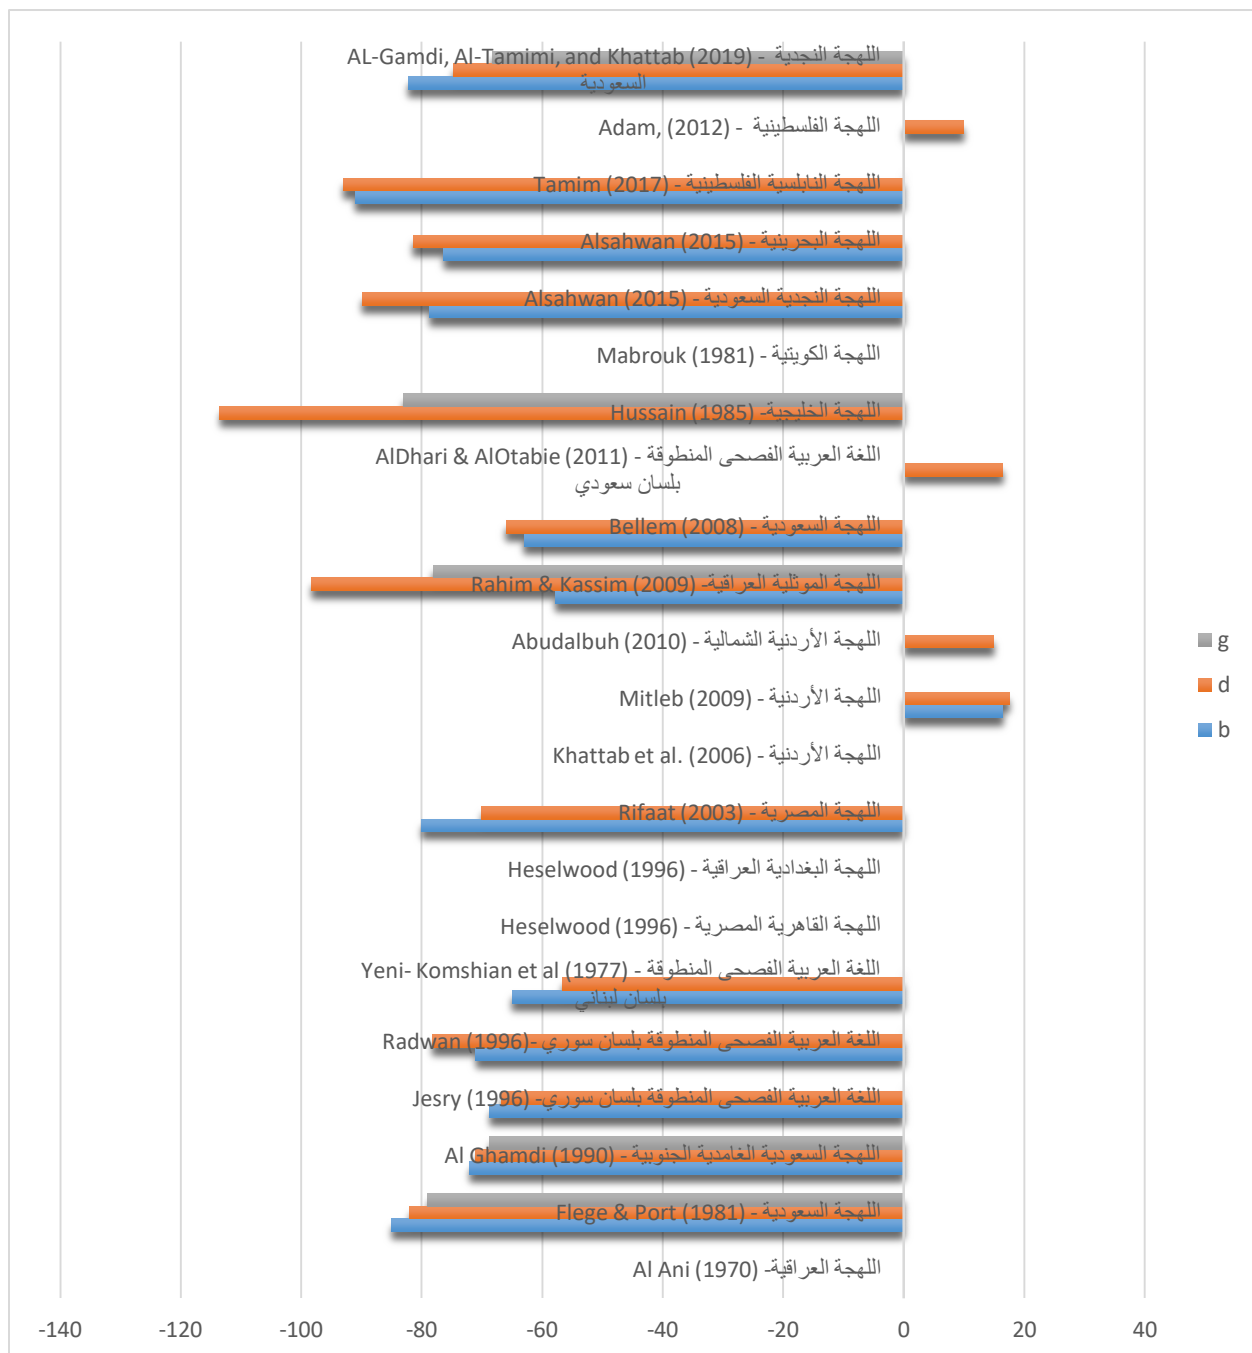 AL-Gamdi, Al-Tamimi, and Khattab (2019) - اللهجة النجدية
السعودية
Adam, (2012) - اللهجة الفلسطينية
Tamim (2017) - اللهجة النابلسية الفلسطينية
Alsahwan (2015) - اللهجة البحرينية
Alsahwan (2015) - اللهجة النجدية السعودية
Mabrouk (1981) - اللهجة الكويتية
Hussain (1985) -اللهجة الخليجية
AlDhari & AlOtabie (2011) - اللغة العربية الفصحى المنطوقة
بلسان سعودي
Bellem (2008) - اللهجة السعودية
Rahim & Kassim (2009) -اللهجة الموثلية العراقية
Abudalbuh (2010) - اللهجة الأردنية الشمالية
Mitleb (2009) - اللهجة الأردنية
Khattab et al. (2006) - اللهجة الأردنية
Rifaat (2003) - اللهجة المصرية
Heselwood (1996) - اللهجة البغدادية العراقية
Heselwood (1996) - اللهجة القاهرية المصرية
Yeni- Komshian et al (1977) - اللغة العربية الفصحى المنطوقة
بلسان لبناني
Radwan (1996)- اللغة العربية الفصحى المنطوقة بلسان سوري
Jesry (1996) -اللغة العربية الفصحى المنطوقة بلسان سوري
Al Ghamdi (1990) - اللهجة السعودية الغامدية الجنوبية
Flege & Port (1981) - اللهجة السعودية
Al Ani (1970) -اللهجة العراقية
-140 -120 -100 -80 -60 -40 -20 0 20 40
g
d
b